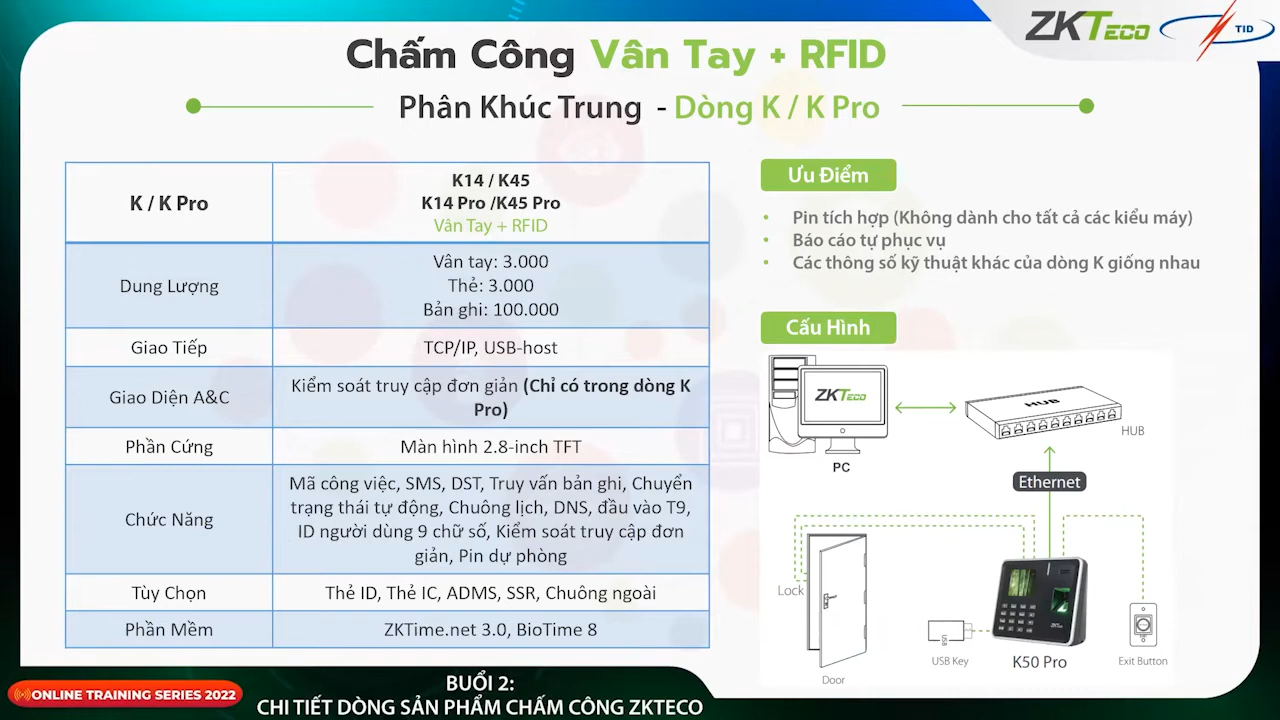 ZKTeco
TID
Chấm Công Vân Tay + RFID
Phân Khúc Trung - Dòng K / K Pro
K / K Pro
K14 / K45
K14 Pro /K45 Pro
Vân Tay + RFID
Dung Lượng
Vân tay: 3.000
Thẻ: 3.000
Bản ghi: 100.000
Giao Tiếp
TCP/IP, USB-host
Giao Diện A&C
Kiểm soát truy cập đơn giản (Chỉ có trong dòng K
Pro)
Phần Cứng
Màn hình 2.8-inch TFT
Chức Năng
Mã công việc, SMS, DST, Truy vấn bản ghi, Chuyển
trạng thái tự động, Chuông lịch, DNS, đầu vào T9,
ID người dùng 9 chữ số, Kiểm soát truy cập đơn
giản, Pin dự phòng
Tùy Chọn
Thẻ ID, Thẻ IC, ADMS, SSR, Chuông ngoài
Phần Mềm
ZKTime.net 3.0, BioTime 8
Ưu Điểm
• Pin tích hợp (Không dành cho tất cả các kiểu máy)
• Báo cáo tự phục vụ
• Các thông số kỹ thuật khác của dòng K giống nhau
Cấu Hình
ZKTeco
PC
HUB
HUB
Ethernet
Lock
Door
USB
USB Key
ZKTeco
K50 Pro
Exit Button
ONLINE TRAINING SERIES 2022
BUỔI 2:
CHI TIẾT DÒNG SẢN PHẨM CHẤM CÔNG ZKTECO